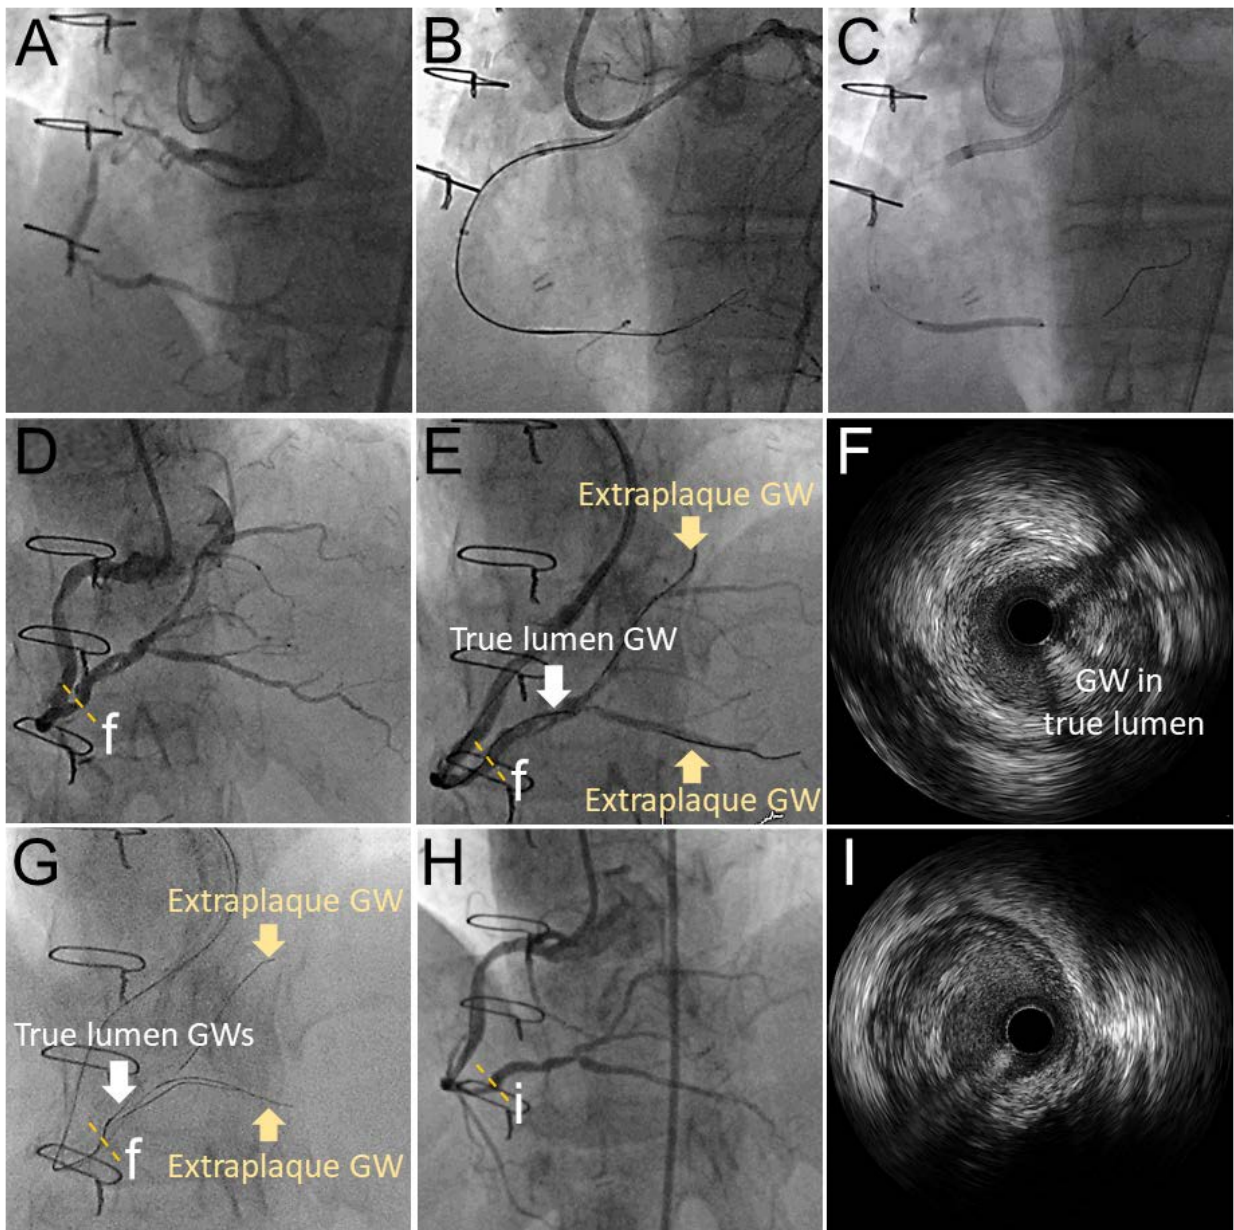 A
B
C
D
f
E
Extraplaque GW
True lumen GW
f
Extraplaque GW
F
GW in
true lumen
G
Extraplaque GW
True lumen GWs
f
Extraplaque GW
H
i
I